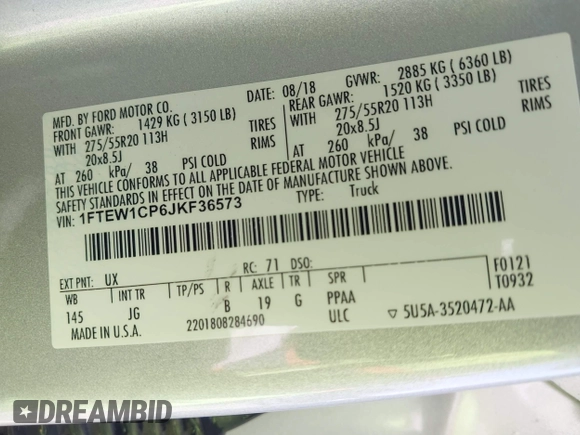 MFD. BY FORD MOTOR CO. DATE: 08/18 GVWR: 2885 KG ( 6360 LB)
FRONT GAWR: 1429 KG ( 3150 LB) REAR GAWR: 1520 KG ( 3350 LB)
WITH 275/55R20 113H TIRES WITH 275/55R20 113H TIRES
20x8.5J RIMS 20x8.5J RIMS
AT 260 kPa/ 38 PSI COLD AT 260 kPa/ 38 PSI COLD
THIS VEHICLE CONFORMS TO ALL APPLICABLE FEDERAL MOTOR VEHICLE
SAFETY STANDARDS IN EFFECT ON THE DATE OF MANUFACTURE SHOWN ABOVE.
VIN: 1FTEW1CP6JKF36573 TYPE: Truck
F0121
T0932
EXT PNT: UX RC: 71 DSO:
WB INT TR TP/PS R AXLE TR SPR
145 JG B 19 G PPAA
ULC
MADE IN U.S.A. 2201808284690 ▽ 5U5A-3520472-AA
DREAMBID